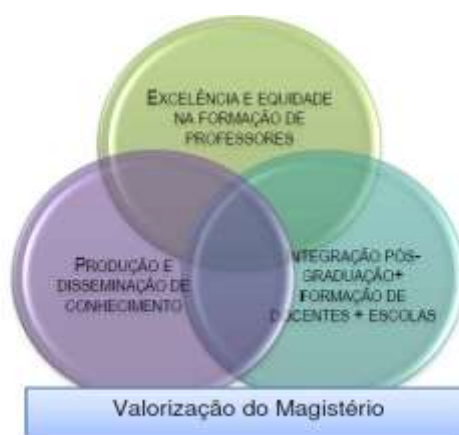 EXCELÊNCIA E EQUIDADE
NA FORMAÇÃO DE
PROFESSORES
PRODUÇÃO E
DISSEMINAÇÃO DE
CONHECIMENTO
INTEGRAÇÃO PÓS-
GRADUAÇÃO+
FORMAÇÃO DE
DOCENTES + ESCOLAS
Valorização do Magistério